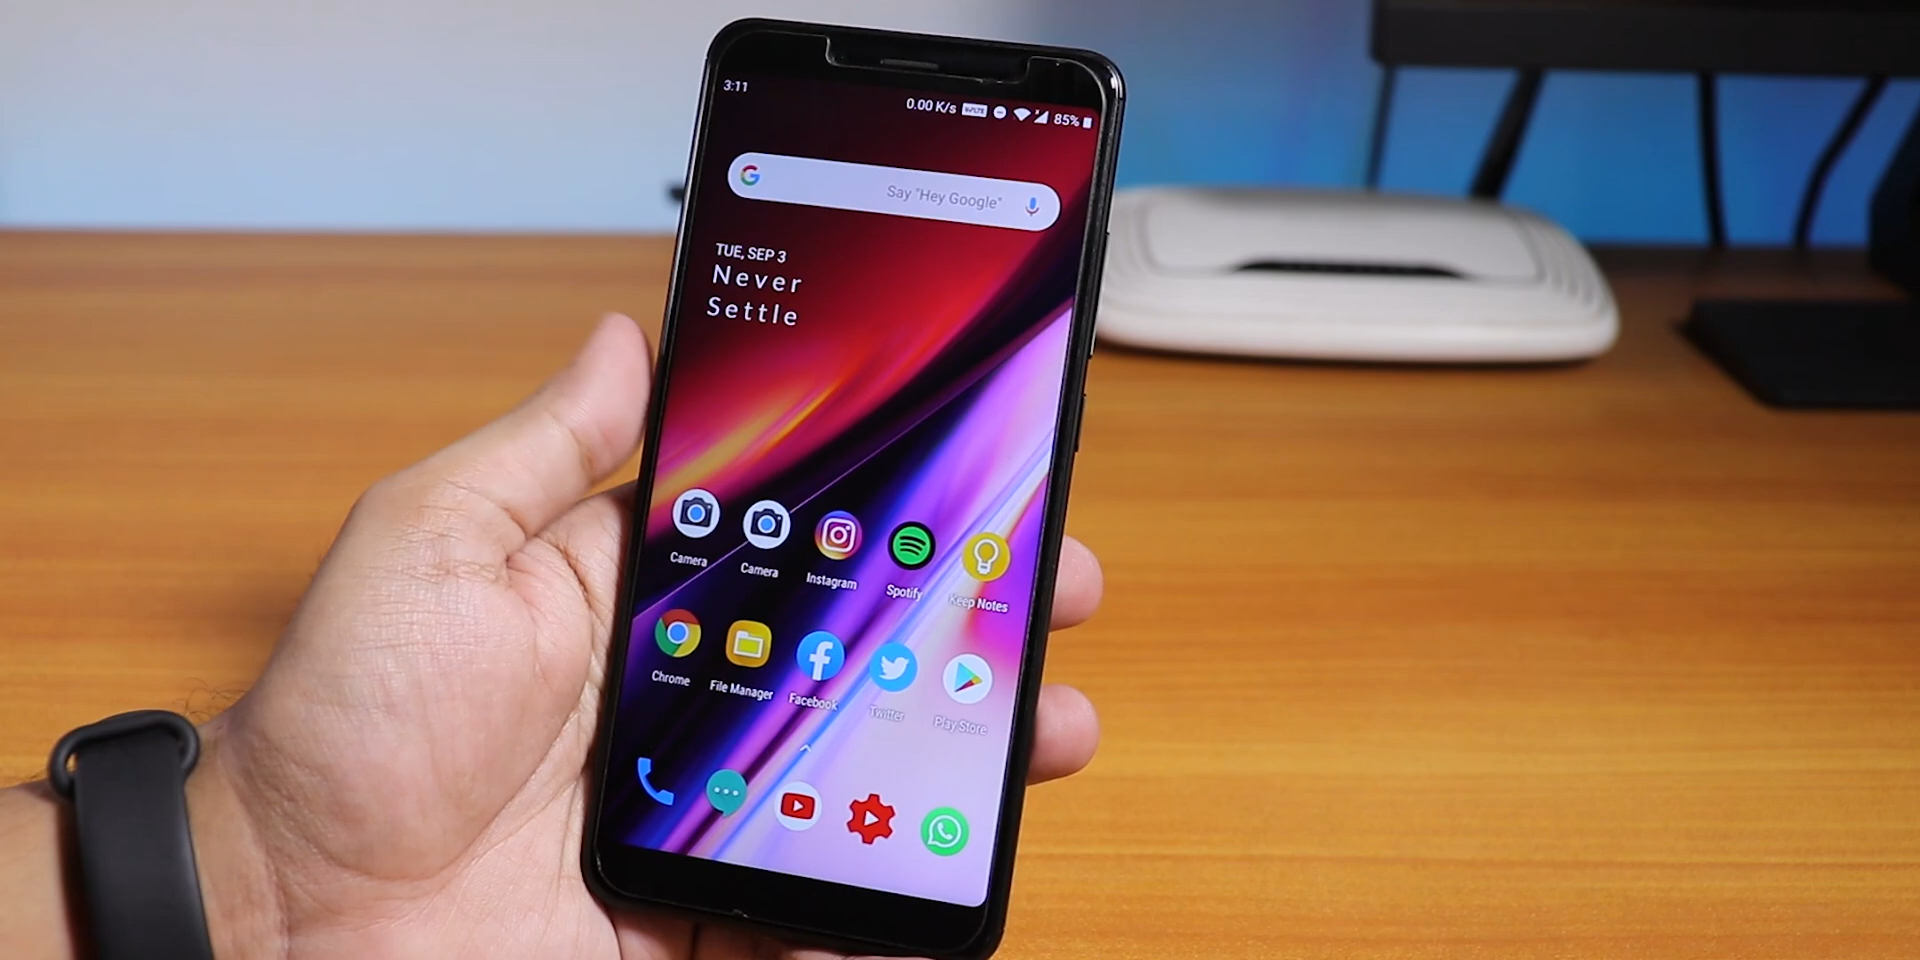 3:11
0.00 K/s VoLTE 85%
G Say "Hey Google"
TUE, SEP 3
Never
Settle
Camera Camera Instagram Spotify Keep Notes
Chrome File Manager Facebook Twitter Play Store